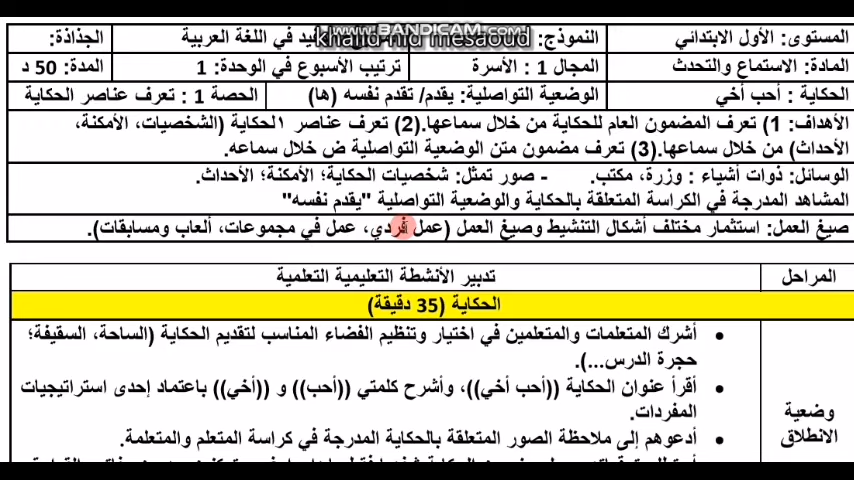 WWW.BANDICAM.COM
khalid nid mesaoud
المستوى: الأول الابتدائي
النموذج:
في اللغة العربية
الجذاذة:
المادة: الاستماع والتحدث
المجال 1 : الأسرة
ترتيب الأسبوع في الوحدة: 1
المدة: 50 د
الحكاية : أحب أخي
الوضعية التواصلية: يقدم/ تقدم نفسه (ها)
الحصة 1 : تعرف عناصر الحكاية
الأهداف: 1) تعرف المضمون العام للحكاية من خلال سماعها.(2) تعرف عناصر الحكاية (الشخصيات، الأمكنة،
الأحداث) من خلال سماعها.(3) تعرف مضمون متن الوضعية التواصلية ض خلال سماعه.
الوسائل: ذوات أشياء : وزرة، مكتب. - صور تمثل: شخصيات الحكاية؛ الأمكنة؛ الأحداث.
المشاهد المدرجة في الكراسة المتعلقة بالحكاية والوضعية التواصلية "يقدم نفسه"
صيغ العمل: استثمار مختلف أشكال التنشيط وصيغ العمل (عمل فردي، عمل في مجموعات، ألعاب ومسابقات).
المراحل
تدبير الأنشطة التعليمية التعلمية
الحكاية (35 دقيقة)
وضعية
الانطلاق
• أشرك المتعلمات والمتعلمين في اختيار وتنظيم الفضاء المناسب لتقديم الحكاية (الساحة، السقيفة؛
حجرة الدرس...).
• أقرأ عنوان الحكاية ((أحب أخي))، وأشرح كلمتي ((أحب)) و ((أخي)) باعتماد إحدى استراتيجيات
المفردات.
• أدعوهم إلى ملاحظة الصور المتعلقة بالحكاية المدرجة في كراسة المتعلم والمتعلمة.